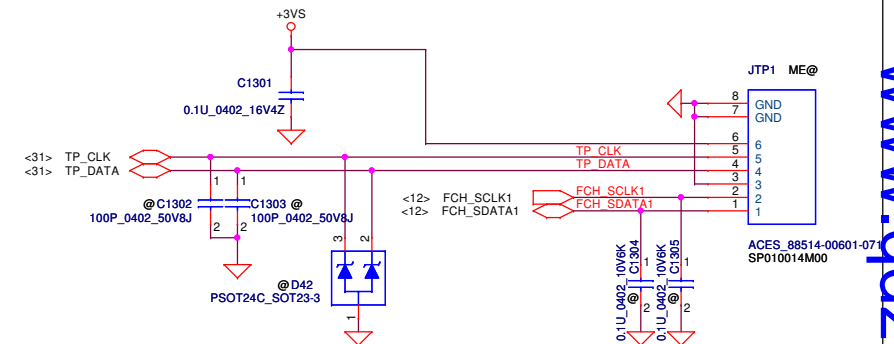 +3VS
C1301
0.1U_0402_16V4Z
JTP1 ME@
8 GND
7 GND
6 6
5 5
4 4
3 3
2 2
1 1
<31> TP_CLK
TP_CLK
<31> TP_DATA
TP_DATA
<12> FCH_SCLK1
FCH_SCLK1
<12> FCH_SDATA1
FCH_SDATA1
1 1
@C1302
C1303 @
100P_0402_50V8J
100P_0402_50V8J
2 2
3 2
@D42
PSOT24C_SOT23-3
1
0.1U_0402_10V6K
@ C1304
1
2
0.1U_0402_10V6K
@ C1305
1
2
ACES_88514-00601-071
SP010014M00